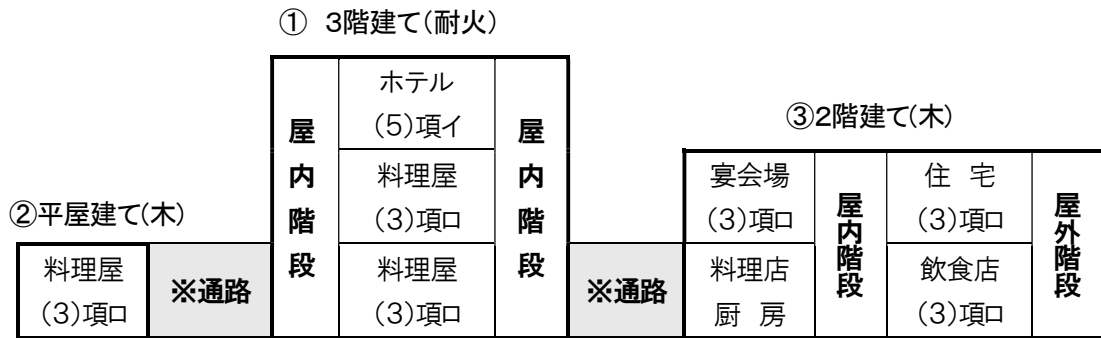 ① 3階建て(耐火)
ホテル
(5)項イ
屋内階段
屋内階段
料理屋
(3)項ロ
料理屋
(3)項ロ
②平屋建て(木)
料理屋
(3)項ロ
※通路
※通路
③2階建て(木)
宴会場
(3)項ロ
屋内階段
住 宅
(3)項ロ
屋外階段
料理店
厨 房
飲食店
(3)項ロ